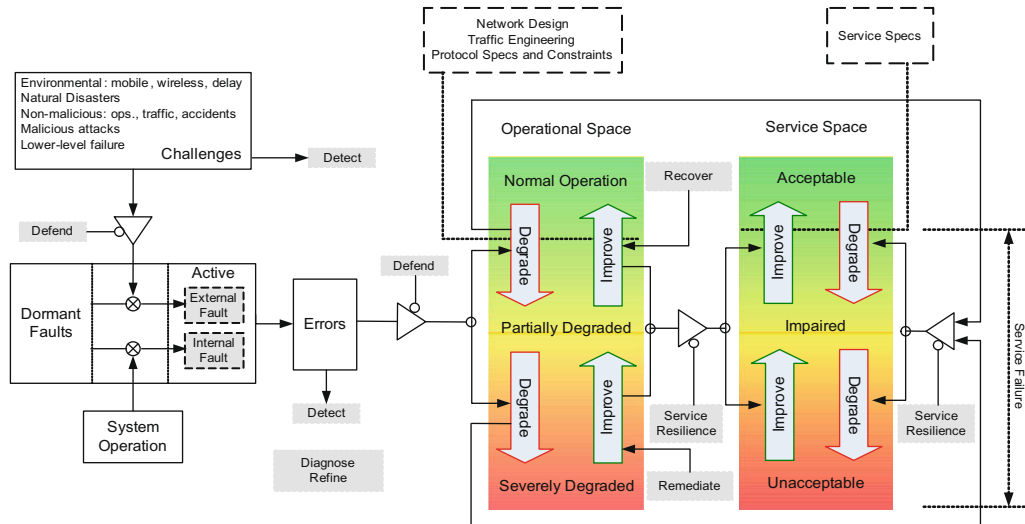 Network Design
Traffic Engineering
Protocol Specs and Constraints
Service Specs
Environmental: mobile, wireless, delay
Natural Disasters
Non-malicious: ops., traffic, accidents
Malicious attacks
Lower-level failure
Challenges
Detect
Operational Space
Service Space
Normal Operation
Recover
Acceptable
Defend
Degrade
Improve
Improve
Degrade
Defend
Dormant
Faults
Active
External
Fault
Internal
Fault
Errors
Partially Degraded
Impaired
Service Failure
Degrade
Improve
Improve
Degrade
Detect
Service
Resilience
Service
Resilience
System
Operation
Diagnose
Refine
Severely Degraded
Remediate
Unacceptable